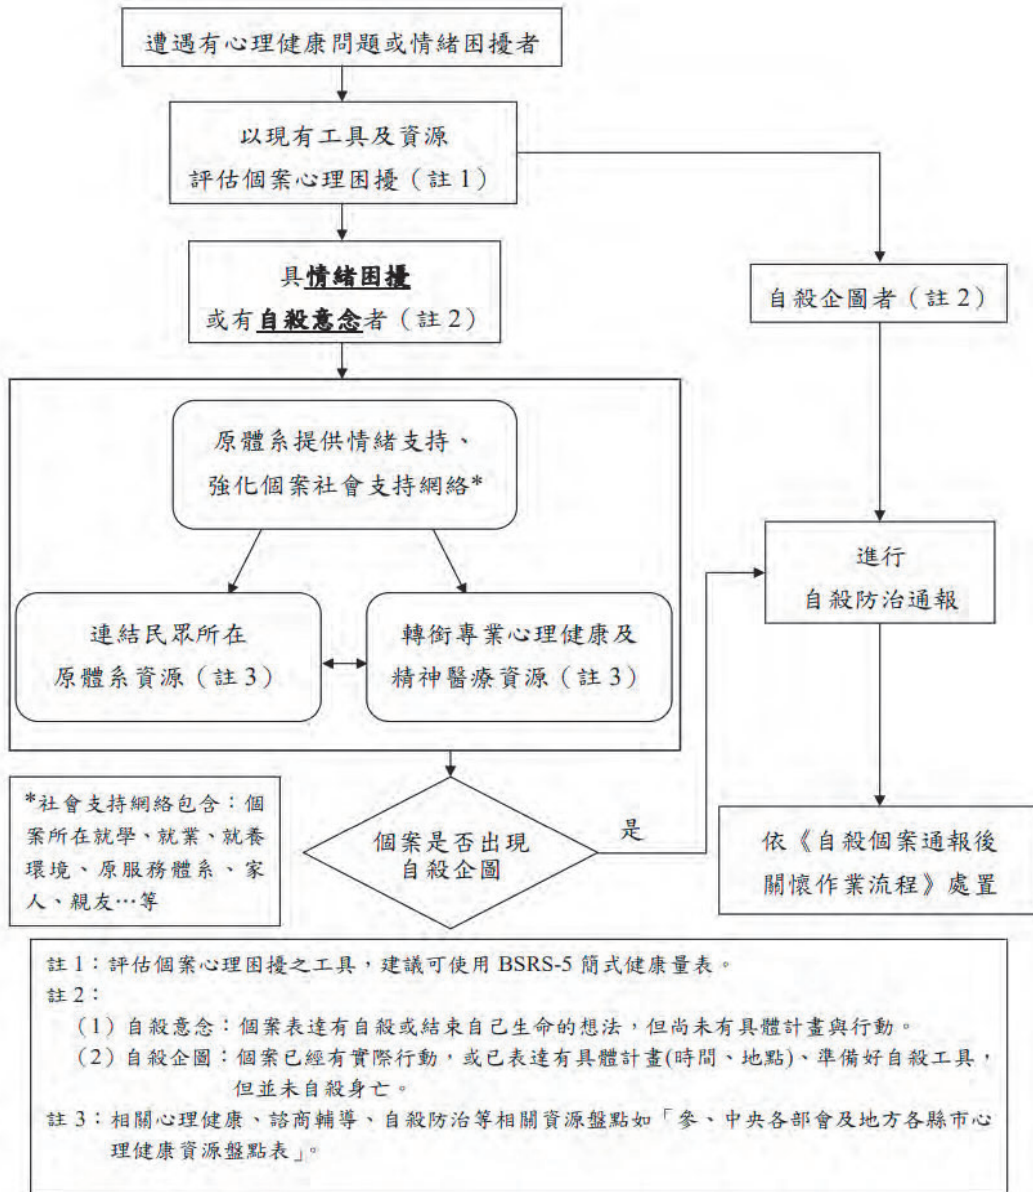 遭遇有心理健康問題或情緒困擾者
以現有工具及資源
評估個案心理困擾（註1）
具情緒困擾
或有自殺意念者（註2）
自殺企圖者（註2）
原體系提供情緒支持、
強化個案社會支持網絡*
連結民眾所在
原體系資源（註3）
轉銜專業心理健康及
精神醫療資源（註3）
進行
自殺防治通報
*社會支持網絡包含：個
案所在就學、就業、就養
環境、原服務體系、家
人、親友…等
個案是否出現
自殺企圖
是
依《自殺個案通報後
關懷作業流程》處置
註1：評估個案心理困擾之工具，建議可使用 BSRS-5 簡式健康量表。
註2：
（1）自殺意念：個案表達有自殺或結束自己生命的想法，但尚未有具體計畫與行動。
（2）自殺企圖：個案已經有實際行動，或已表達有具體計畫(時間、地點)、準備好自殺工具，
但並未自殺身亡。
註3：相關心理健康、諮商輔導、自殺防治等相關資源盤點如「參、中央各部會及地方各縣市心
理健康資源盤點表」。